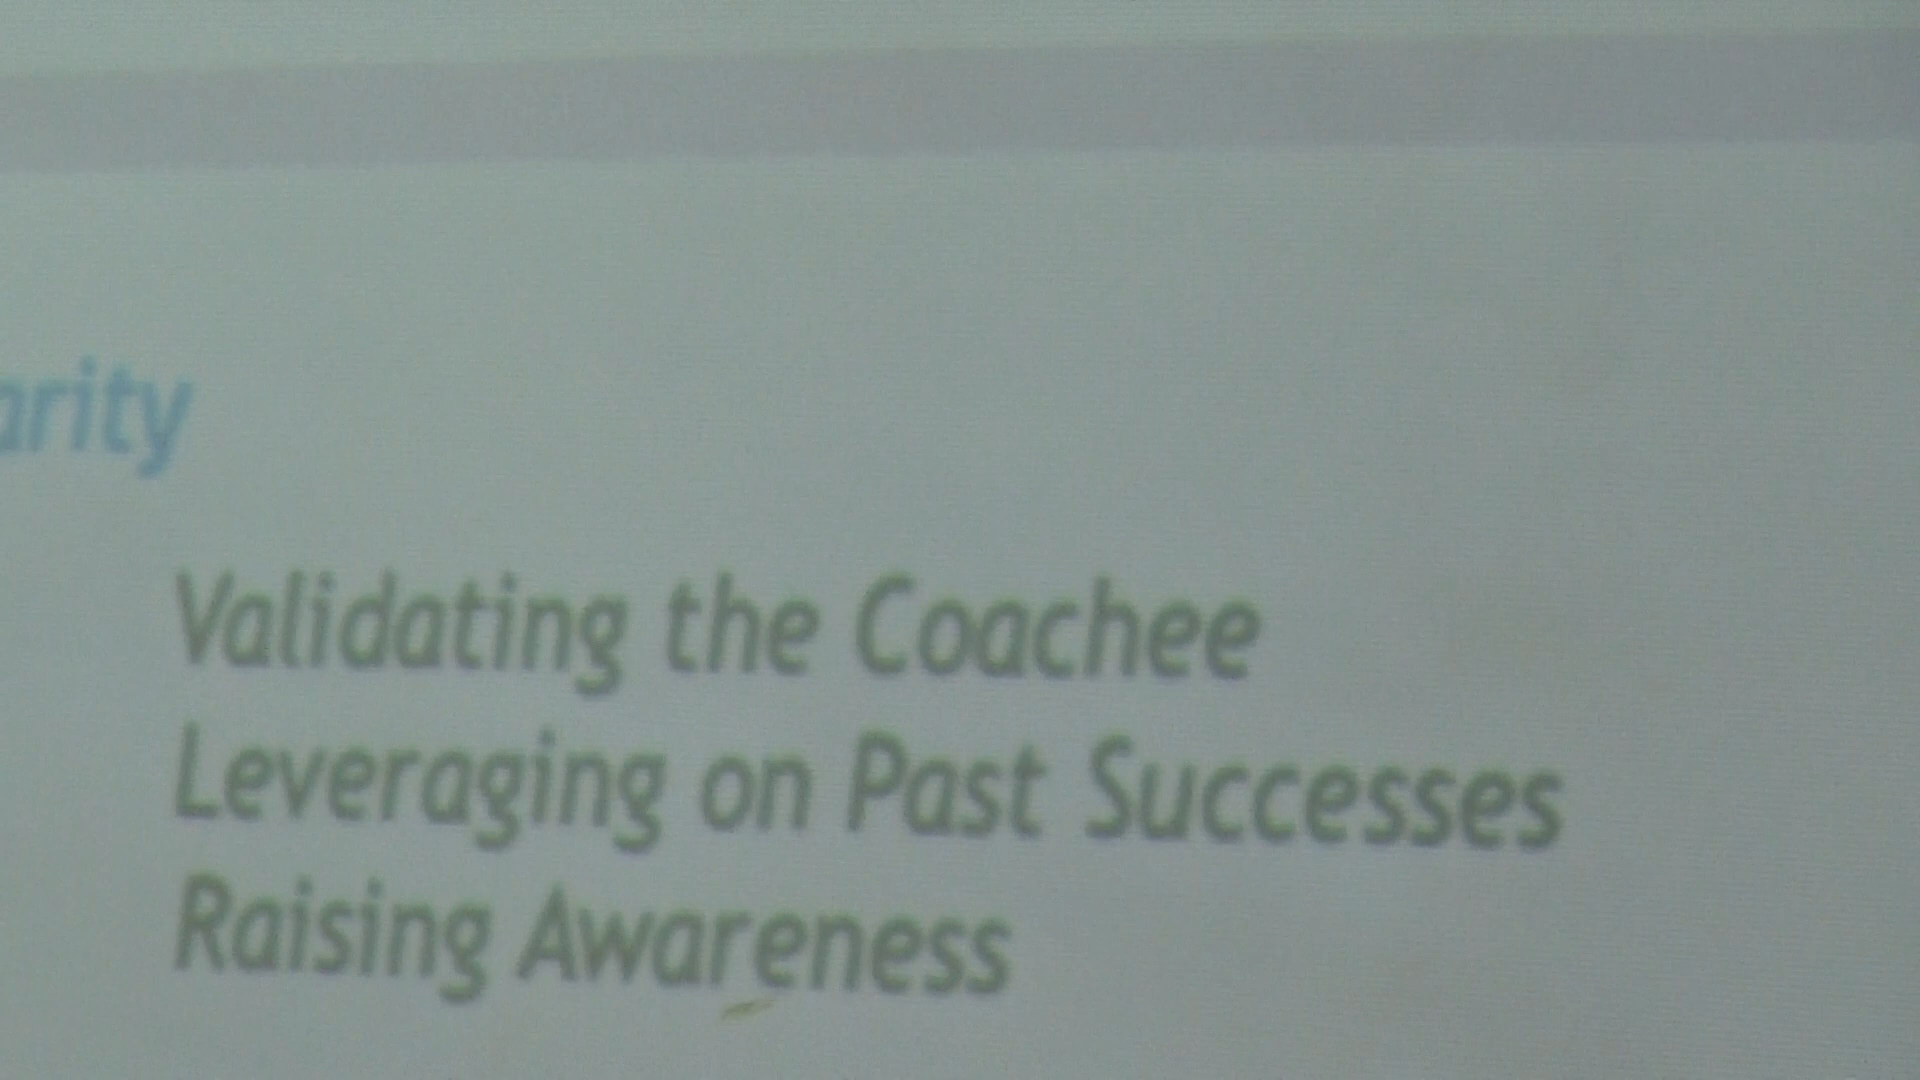 arity
Validating the Coachee
Leveraging on Past Successes
Raising Awareness